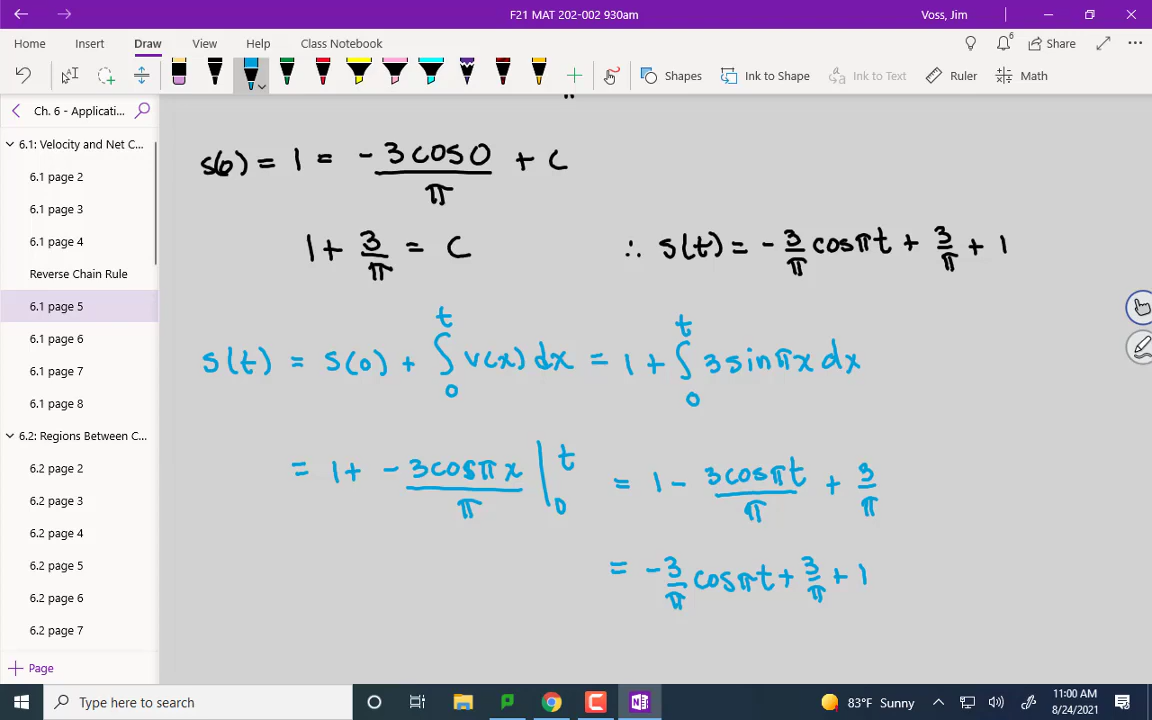 F21 MAT 202-002 930am
Voss, Jim
Home Insert Draw View Help Class Notebook
Share
Shapes Ink to Shape Ink to Text Ruler Math
Ch. 6 - Applicati...
6.1: Velocity and Net C...
6.1 page 2
6.1 page 3
6.1 page 4
Reverse Chain Rule
6.1 page 5
6.1 page 6
6.1 page 7
6.1 page 8
6.2: Regions Between C...
6.2 page 2
6.2 page 3
6.2 page 4
6.2 page 5
6.2 page 6
6.2 page 7
Page
s(0) = 1 = -3cos0/π + C
1 + 3/π = C ∴ s(t) = -3/π cosπt + 3/π + 1
s(t) = s(0) + ∫₀ᵗ v(x) dx = 1 + ∫₀ᵗ 3sinπx dx
= 1 + -3cosπx/π |₀ᵗ = 1 - 3cosπt/π + 3/π
= -3/π cosπt + 3/π + 1
Type here to search
83°F Sunny
11:00 AM
8/24/2021